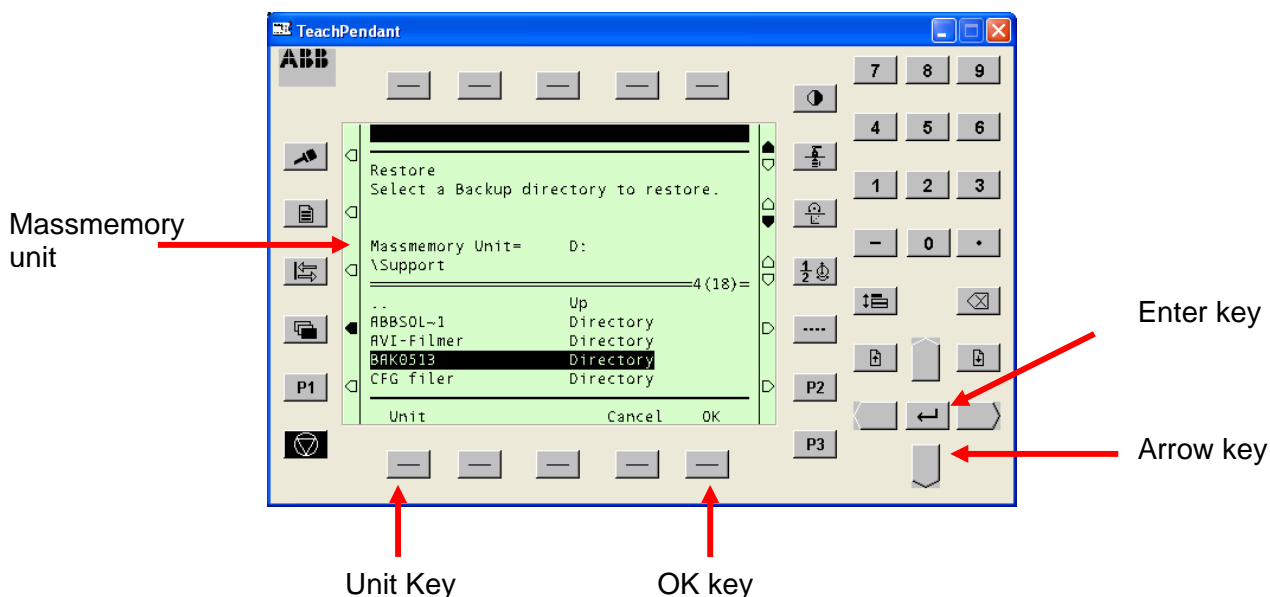 TeachPendant
ABB
7 8 9
4 5 6
1 2 3
- 0 .
Restore
Select a Backup directory to restore.
Massmemory Unit= D:
\Support
4(18)=
.. Up
ABBSOL~1 Directory
AVI-Filmer Directory
BAK0513 Directory
CFG filer Directory
Unit Cancel OK
1/2
P1
P2
P3
Massmemory
unit
Enter key
Arrow key
Unit Key
OK key